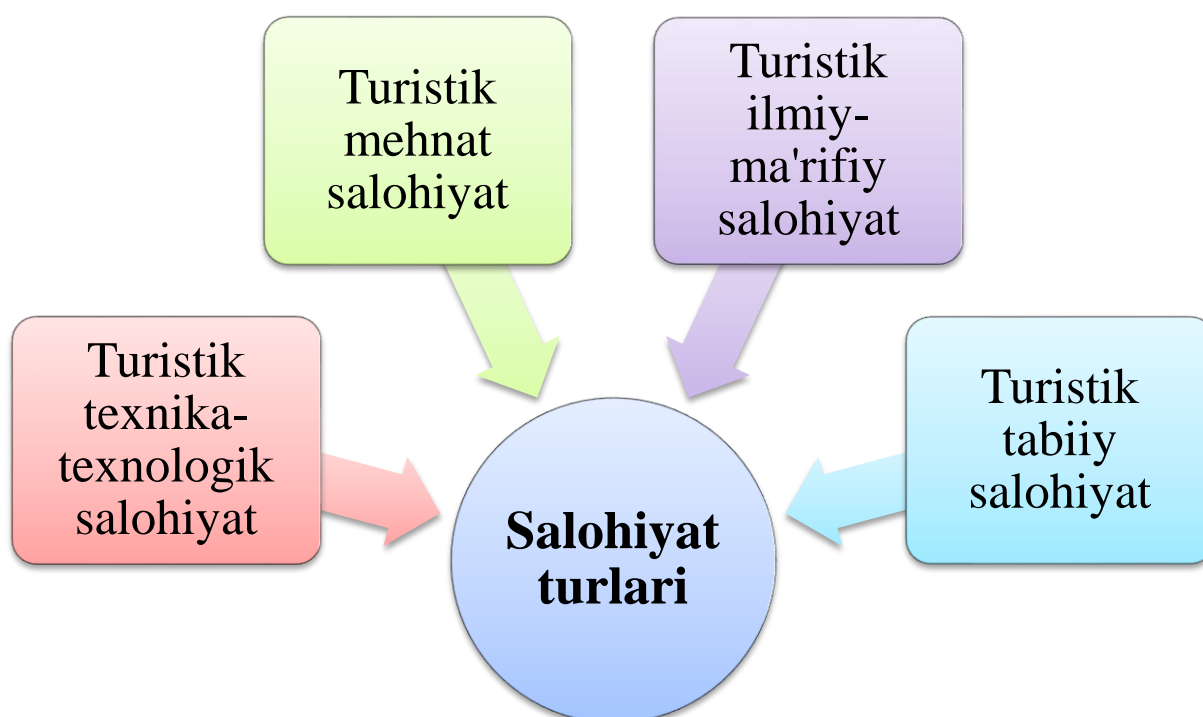 Turistik
mehnat
salohiyat
Turistik
ilmiy-
ma'rifiy
salohiyat
Turistik
texnika-
texnologik
salohiyat
Turistik
tabiiy
salohiyat
Salohiyat
turlari